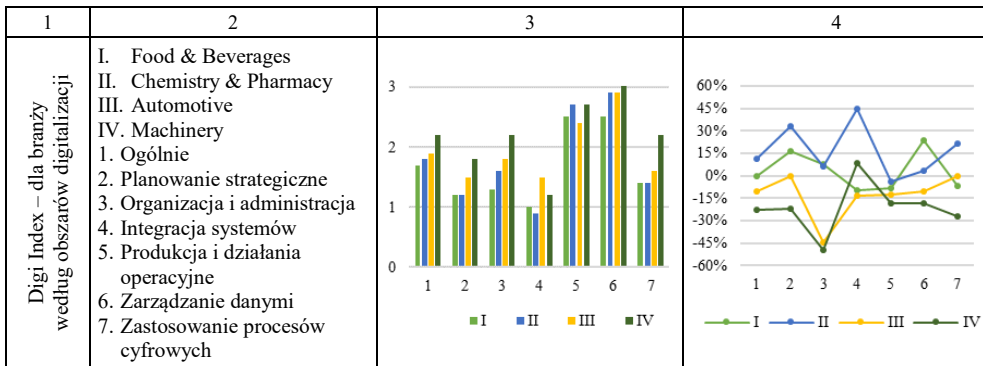 1
2
3
4
Digi Index – dla branży
według obszarów digitalizacji
I. Food & Beverages
II. Chemistry & Pharmacy
III. Automotive
IV. Machinery
1. Ogólnie
2. Planowanie strategiczne
3. Organizacja i administracja
4. Integracja systemów
5. Produkcja i działania
operacyjne
6. Zarządzanie danymi
7. Zastosowanie procesów
cyfrowych
3
2
1
0
1 2 3 4 5 6 7
I II III IV
60%
45%
30%
15%
0%
-15%
-30%
-45%
-60%
1 2 3 4 5 6 7
I II III IV